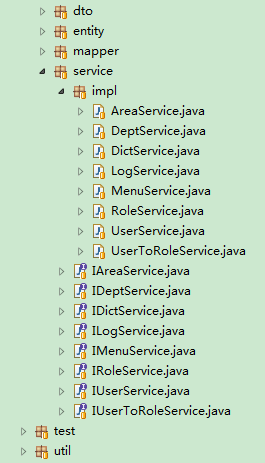 dto
entity
mapper
service
impl
AreaService.java
DeptService.java
DictService.java
LogService.java
MenuService.java
RoleService.java
UserService.java
UserToRoleService.java
IAreaService.java
IDeptService.java
IDictService.java
ILogService.java
IMenuService.java
IRoleService.java
IUserService.java
IUserToRoleService.java
test
util